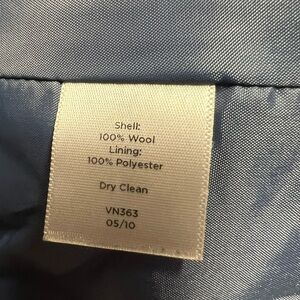 Shell:
100% Wool
Lining:
100% Polyester
Dry Clean
VN363
05/10